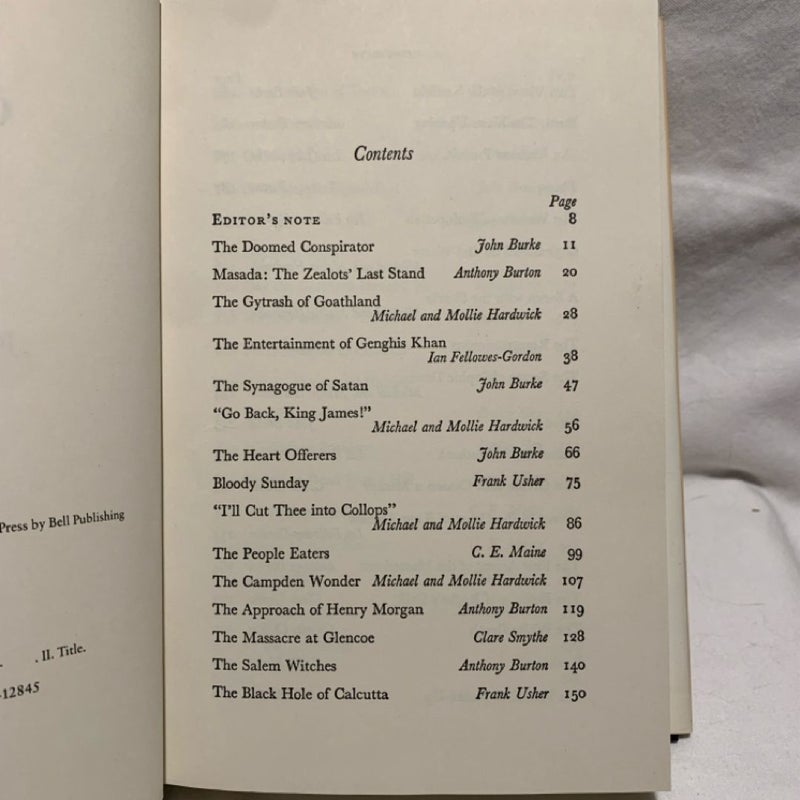 Press by Bell Publishing
. . II. Title.
-12845
Contents
Page
EDITOR'S NOTE 8
The Doomed Conspirator John Burke 11
Masada: The Zealots' Last Stand Anthony Burton 20
The Gytrash of Goathland
Michael and Mollie Hardwick 28
The Entertainment of Genghis Khan
Ian Fellowes-Gordon 38
The Synagogue of Satan John Burke 47
"Go Back, King James!"
Michael and Mollie Hardwick 56
The Heart Offerers John Burke 66
Bloody Sunday Frank Usher 75
"I'll Cut Thee into Collops"
Michael and Mollie Hardwick 86
The People Eaters C. E. Maine 99
The Campden Wonder Michael and Mollie Hardwick 107
The Approach of Henry Morgan Anthony Burton 119
The Massacre at Glencoe Clare Smythe 128
The Salem Witches Anthony Burton 140
The Black Hole of Calcutta Frank Usher 150